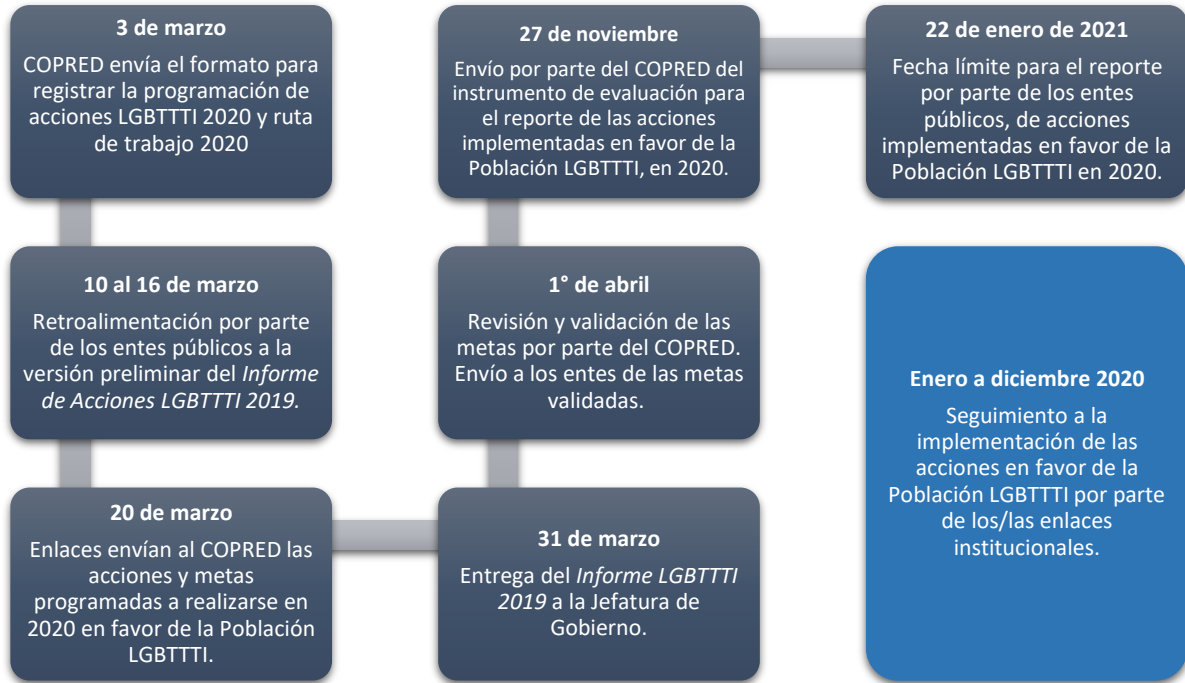 3 de marzo
COPRED envía el formato para
registrar la programación de
acciones LGBTTTI 2020 y ruta
de trabajo 2020
10 al 16 de marzo
Retroalimentación por parte
de los entes públicos a la
versión preliminar del Informe
de Acciones LGBTTTI 2019.
20 de marzo
Enlaces envían al COPRED las
acciones y metas
programadas a realizarse en
2020 en favor de la Población
LGBTTTI.
31 de marzo
Entrega del Informe LGBTTTI
2019 a la Jefatura de
Gobierno.
1° de abril
Revisión y validación de las
metas por parte del COPRED.
Envío a los entes de las metas
validadas.
27 de noviembre
Envío por parte del COPRED del
instrumento de evaluación para
el reporte de las acciones
implementadas en favor de la
Población LGBTTTI, en 2020.
22 de enero de 2021
Fecha límite para el reporte
por parte de los entes
públicos, de acciones
implementadas en favor de la
Población LGBTTTI en 2020.
Enero a diciembre 2020
Seguimiento a la
implementación de las
acciones en favor de la
Población LGBTTTI por parte
de los/las enlaces
institucionales.